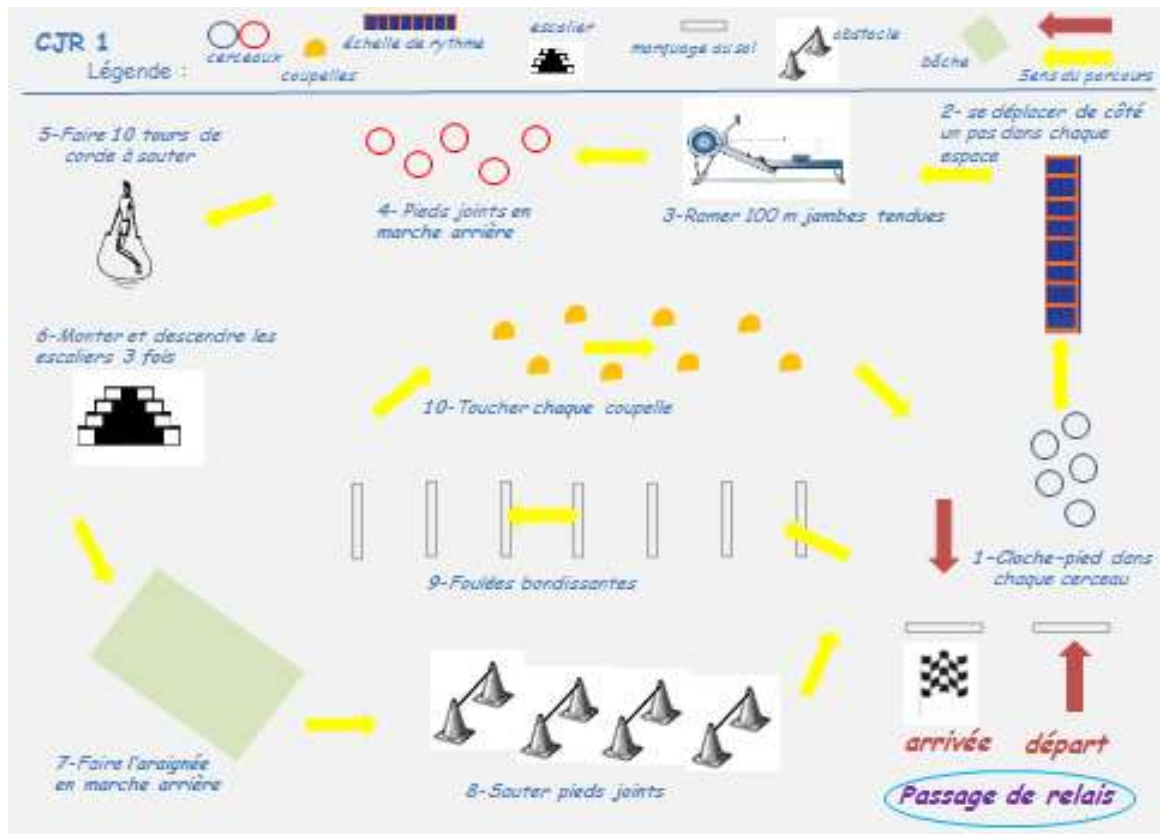 CJR 1
Légende :
cerceaux
coupelles
échelle de rythme
escalier
marquage au sol
obstacle
bâche
Sens du parcours
5-Faire 10 tours de
corde à sauter
4- Pieds joints en
marche arrière
3-Ramer 100 m jambes tendues
2- se déplacer de côté
un pas dans chaque
espace
6-Monter et descendre les
escaliers 3 fois
10-Toucher chaque coupelle
9-Foulées bondissantes
1-Cloche-pied dans
chaque cerceau
7-Faire l'araignée
en marche arrière
8-Sauter pieds joints
arrivée
départ
Passage de relais